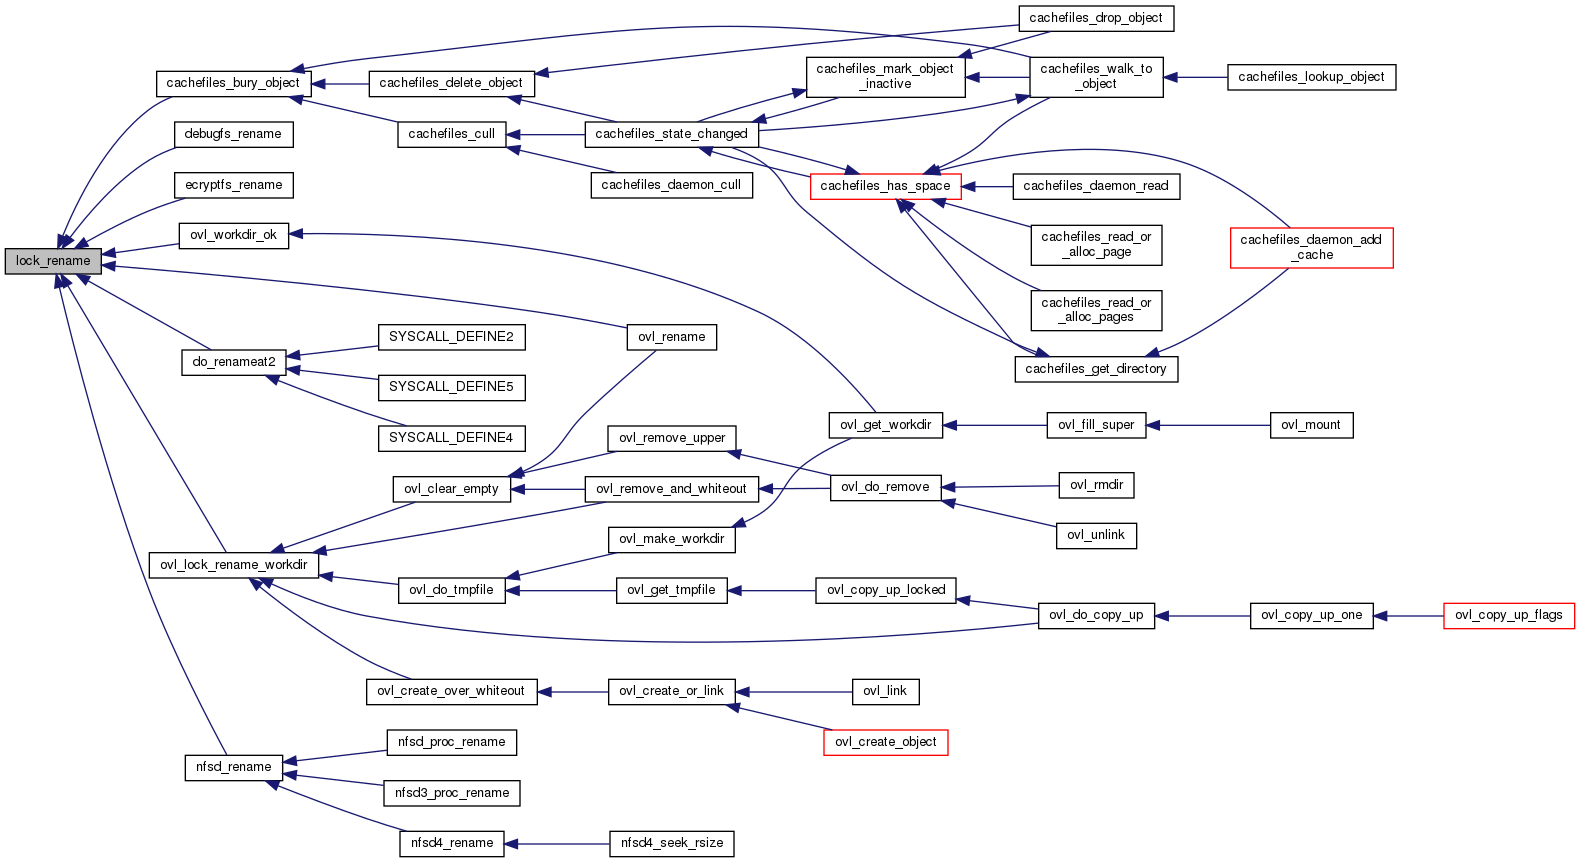 cachefiles_drop_object
cachefiles_bury_object
cachefiles_delete_object
cachefiles_mark_object
_inactive
cachefiles_walk_to
_object
cachefiles_lookup_object
debugfs_rename
cachefiles_cull
cachefiles_state_changed
ecryptfs_rename
cachefiles_daemon_cull
cachefiles_has_space
cachefiles_daemon_read
ovl_workdir_ok
cachefiles_read_or
_alloc_page
cachefiles_daemon_add
_cache
lock_rename
cachefiles_read_or
_alloc_pages
SYSCALL_DEFINE2
ovl_rename
do_renameat2
cachefiles_get_directory
SYSCALL_DEFINE5
SYSCALL_DEFINE4
ovl_remove_upper
ovl_get_workdir
ovl_fill_super
ovl_mount
ovl_clear_empty
ovl_remove_and_whiteout
ovl_do_remove
ovl_rmdir
ovl_make_workdir
ovl_unlink
ovl_lock_rename_workdir
ovl_do_tmpfile
ovl_get_tmpfile
ovl_copy_up_locked
ovl_do_copy_up
ovl_copy_up_one
ovl_copy_up_flags
ovl_create_over_whiteout
ovl_create_or_link
ovl_link
ovl_create_object
nfsd_proc_rename
nfsd_rename
nfsd3_proc_rename
nfsd4_rename
nfsd4_seek_rsize